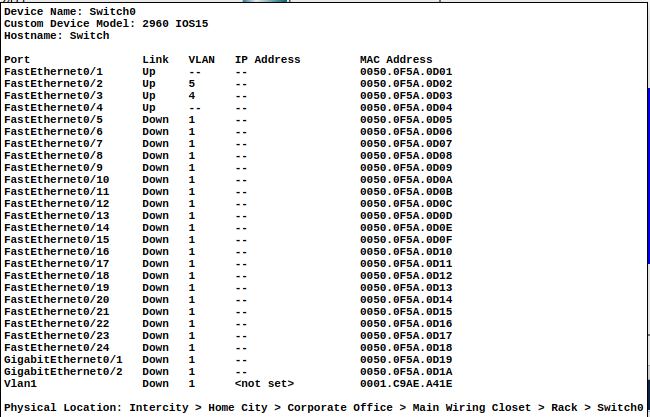 Device Name: Switch0
Custom Device Model: 2960 IOS15
Hostname: Switch
Port Link VLAN IP Address MAC Address
FastEthernet0/1 Up -- -- 0050.0F5A.0D01
FastEthernet0/2 Up 5 -- 0050.0F5A.0D02
FastEthernet0/3 Up 4 -- 0050.0F5A.0D03
FastEthernet0/4 Up -- -- 0050.0F5A.0D04
FastEthernet0/5 Down 1 -- 0050.0F5A.0D05
FastEthernet0/6 Down 1 -- 0050.0F5A.0D06
FastEthernet0/7 Down 1 -- 0050.0F5A.0D07
FastEthernet0/8 Down 1 -- 0050.0F5A.0D08
FastEthernet0/9 Down 1 -- 0050.0F5A.0D09
FastEthernet0/10 Down 1 -- 0050.0F5A.0D0A
FastEthernet0/11 Down 1 -- 0050.0F5A.0D0B
FastEthernet0/12 Down 1 -- 0050.0F5A.0D0C
FastEthernet0/13 Down 1 -- 0050.0F5A.0D0D
FastEthernet0/14 Down 1 -- 0050.0F5A.0D0E
FastEthernet0/15 Down 1 -- 0050.0F5A.0D0F
FastEthernet0/16 Down 1 -- 0050.0F5A.0D10
FastEthernet0/17 Down 1 -- 0050.0F5A.0D11
FastEthernet0/18 Down 1 -- 0050.0F5A.0D12
FastEthernet0/19 Down 1 -- 0050.0F5A.0D13
FastEthernet0/20 Down 1 -- 0050.0F5A.0D14
FastEthernet0/21 Down 1 -- 0050.0F5A.0D15
FastEthernet0/22 Down 1 -- 0050.0F5A.0D16
FastEthernet0/23 Down 1 -- 0050.0F5A.0D17
FastEthernet0/24 Down 1 -- 0050.0F5A.0D18
GigabitEthernet0/1 Down 1 -- 0050.0F5A.0D19
GigabitEthernet0/2 Down 1 -- 0050.0F5A.0D1A
Vlan1 Down 1 <not set> 0001.C9AE.A41E
Physical Location: Intercity > Home City > Corporate Office > Main Wiring Closet > Rack > Switch0